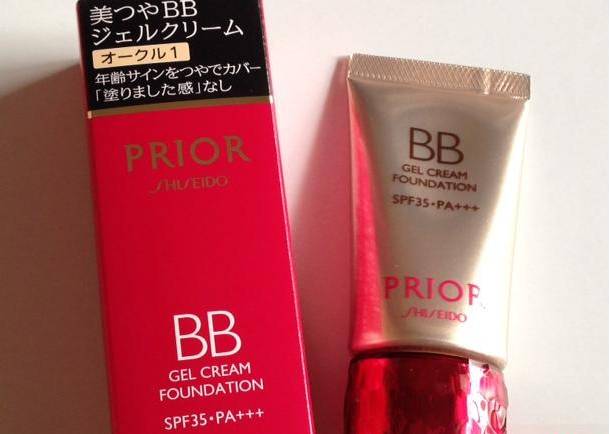 美つやBB
ジェルクリーム
オークル1
年齢サインをつやでカバー
「塗りました感」なし
PRIOR
SHISEIDO
BB
GEL CREAM
FOUNDATION
SPF35・PA+++
BB
GEL CREAM
FOUNDATION
SPF35・PA+++
PRIOR
SHISEIDO